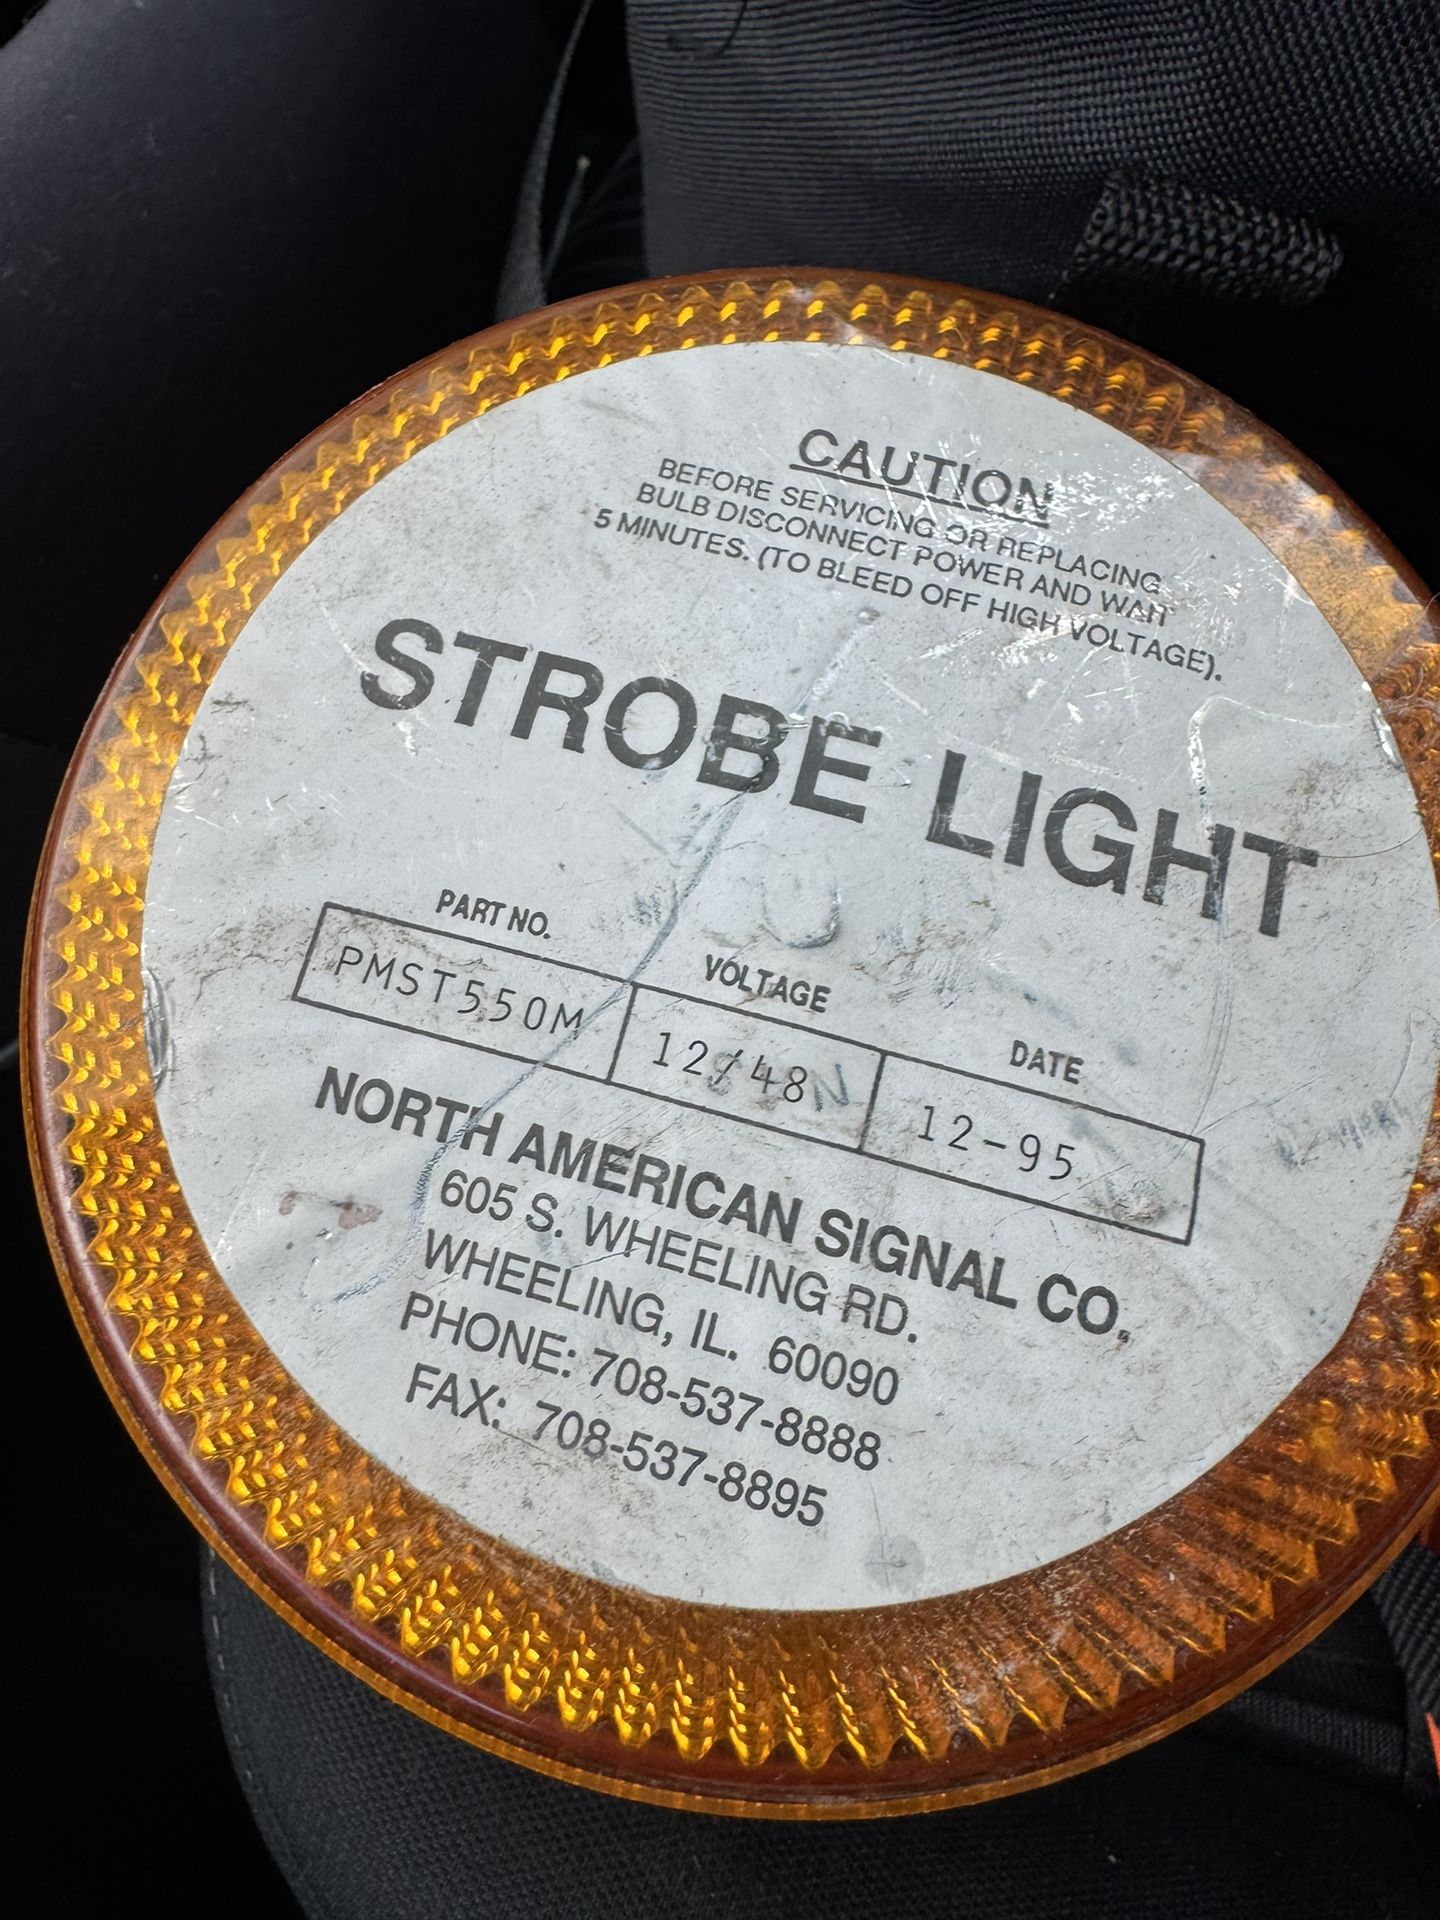 CAUTION
BEFORE SERVICING OR REPLACING
BULB DISCONNECT POWER AND WAIT
5 MINUTES. (TO BLEED OFF HIGH VOLTAGE).
STROBE LIGHT
PART NO. VOLTAGE DATE
PMST550M 12/48 12-95
NORTH AMERICAN SIGNAL CO.
605 S. WHEELING RD.
WHEELING, IL. 60090
PHONE: 708-537-8888
FAX: 708-537-8895